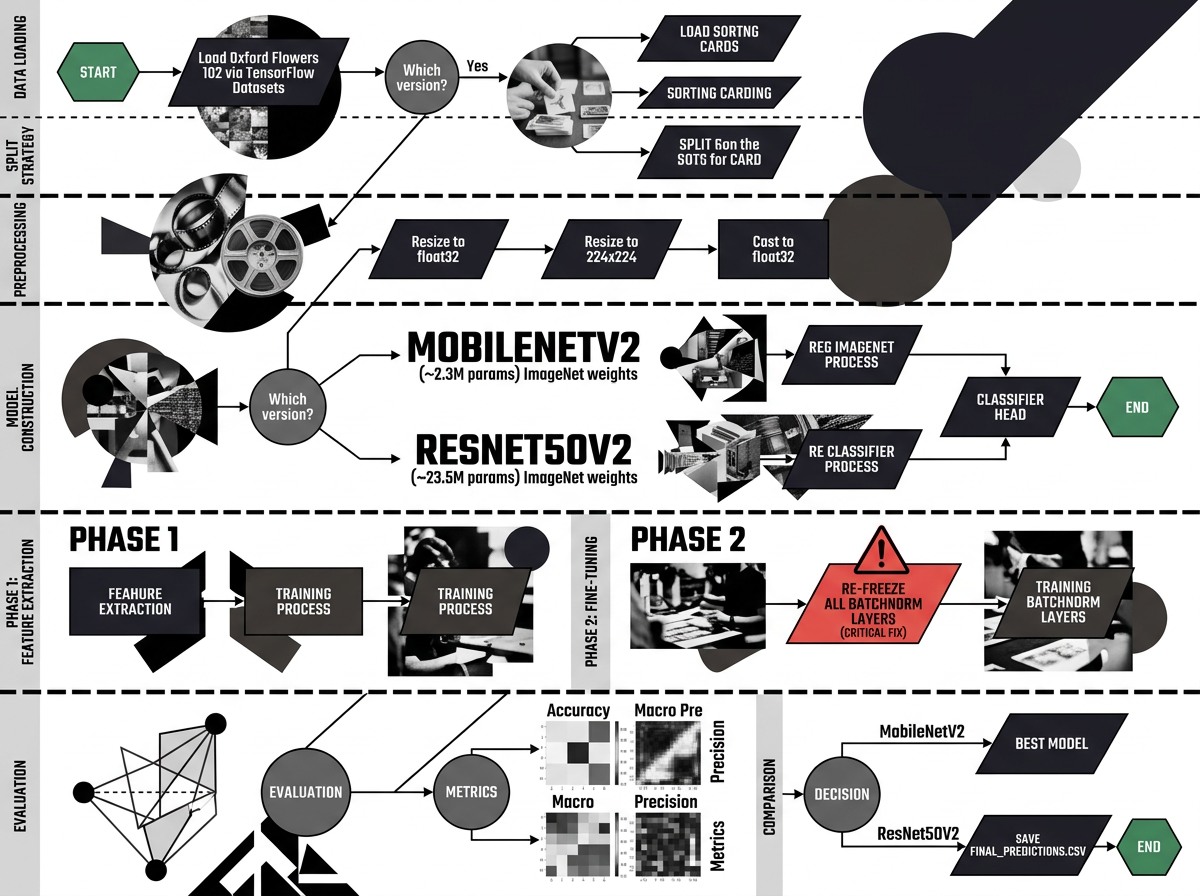 DATA LOADING
START
Load Oxford Flowers
102 via TensorFlow
Datasets
Which
version?
Yes
LOAD SORTNG
CARDS
SORTING CARDING
SPLIT
STRATEGY
SPLIT 6on the
SOT6 for CARD
PREPROCESSING
Resize to
float32
Resize to
224x224
Cast to
float32
MODEL
CONSTRUCTION
Which
version?
MOBILENETV2
(~2.3M params) ImageNet weights
REG IMAGENET
PROCESS
RESNET50V2
(~23.5M params) ImageNet weights
RE CLASSIFIER
PROCESS
CLASSIFIER
HEAD
END
PHASE 1:
FEATURE EXTRACTION
PHASE 1
FEAHURE
EXTRACTION
TRAINING
PROCESS
TRAINING
PROCESS
PHASE 2: FINE-TUNING
PHASE 2
!
RE-FREEZE
ALL BATCHNORM
LAYERS
(CRITICAL FIX)
TRAINING
BATCHNORM
LAYERS
EVALUATION
EVALUATION
METRICS
Accuracy
Macro Pre
Precision
Macro
Precision
Metrics
COMPARISON
DECISION
MobileNetV2
BEST MODEL
ResNet50V2
SAVE
FINAL_PREDICTIONS.CSV
END